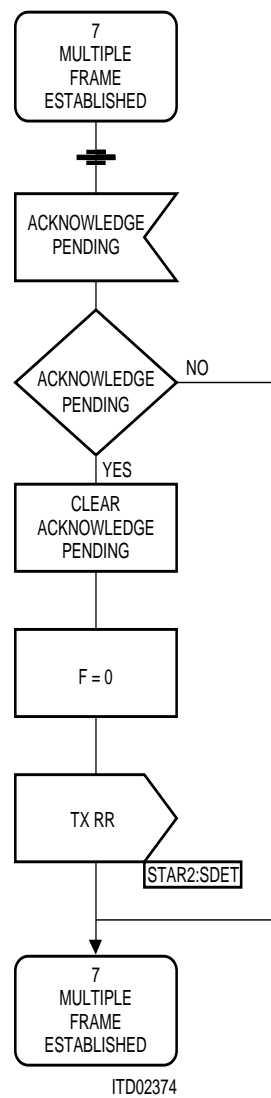 7
MULTIPLE
FRAME
ESTABLISHED
ACKNOWLEDGE
PENDING
ACKNOWLEDGE
PENDING
NO
YES
CLEAR
ACKNOWLEDGE
PENDING
F = 0
TX RR
STAR2:SDET
7
MULTIPLE
FRAME
ESTABLISHED
ITD02374